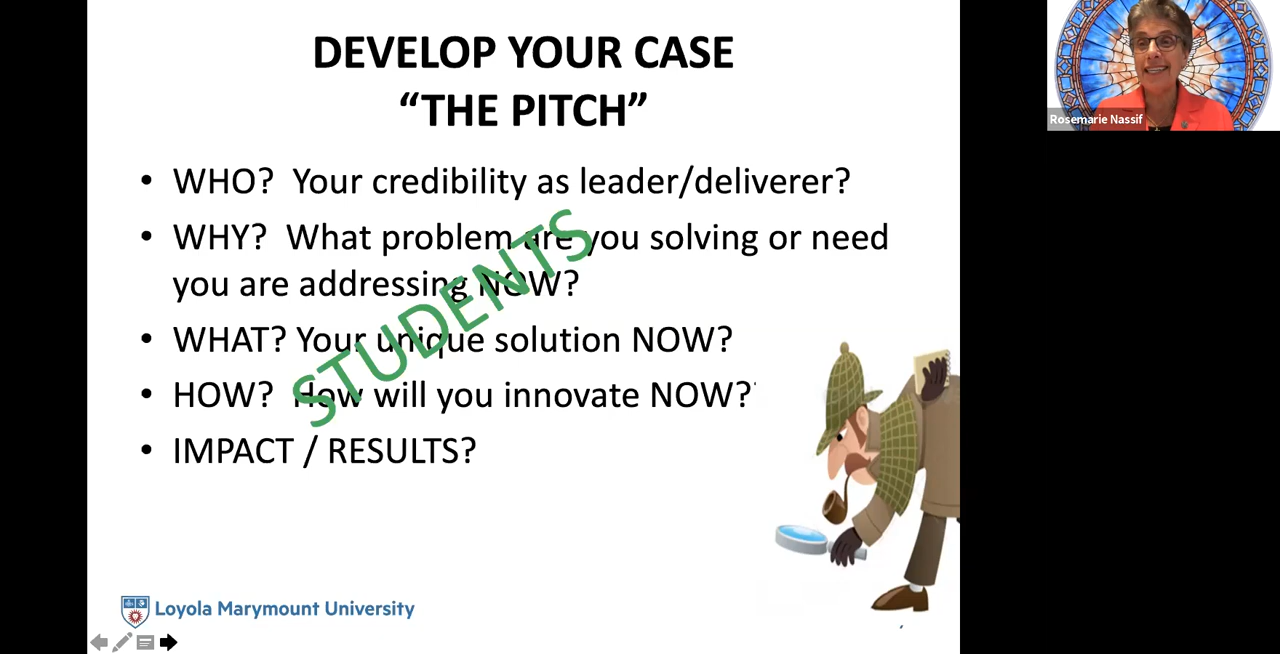 DEVELOP YOUR CASE
“THE PITCH”
• WHO? Your credibility as leader/deliverer?
• WHY? What problem are you solving or need
you are addressing NOW?
• WHAT? Your unique solution NOW?
• HOW? How will you innovate NOW?
• IMPACT / RESULTS?
STUDENTS
Loyola Marymount University
Rosemarie Nassif